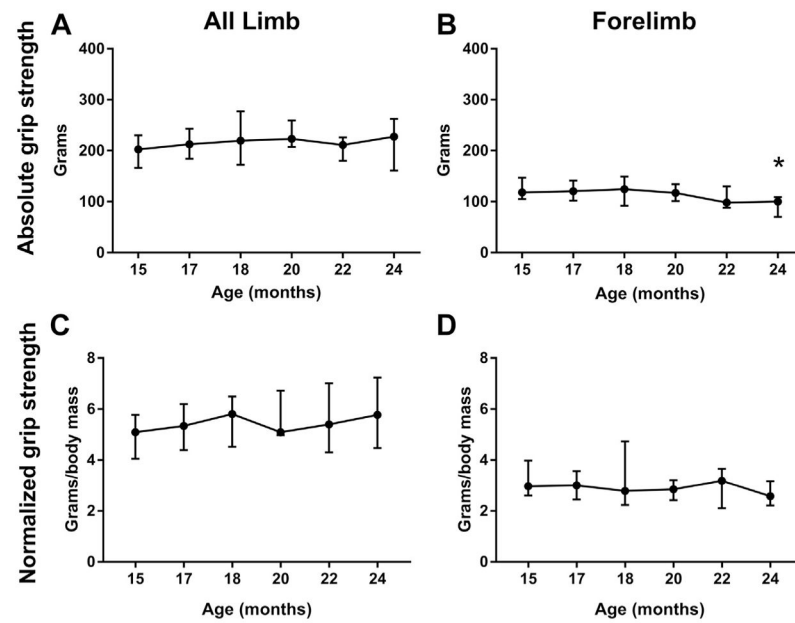 A
All Limb
Absolute grip strength
Grams
400
300
200
100
0
15 17 18 20 22 24
Age (months)
B
Forelimb
Grams
400
300
200
100
0
*
15 17 18 20 22 24
Age (months)
C
Normalized grip strength
Grams/body mass
8
6
4
2
0
15 17 18 20 22 24
Age (months)
D
Grams/body mass
8
6
4
2
0
15 17 18 20 22 24
Age (months)